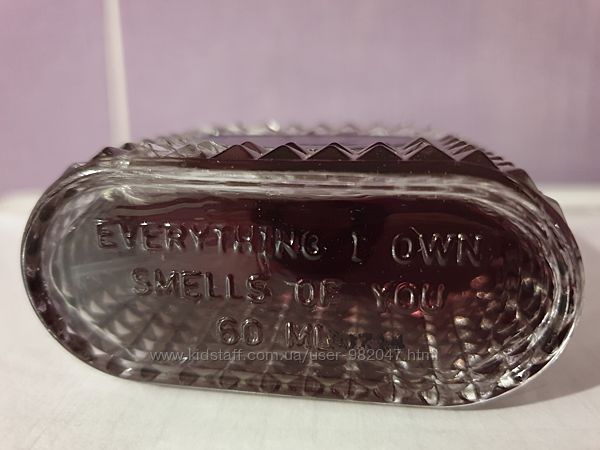 EVERYTHING I OWN
SMELLS OF YOU
60 ML
www.kidstaff.com.ua/user-982047.html